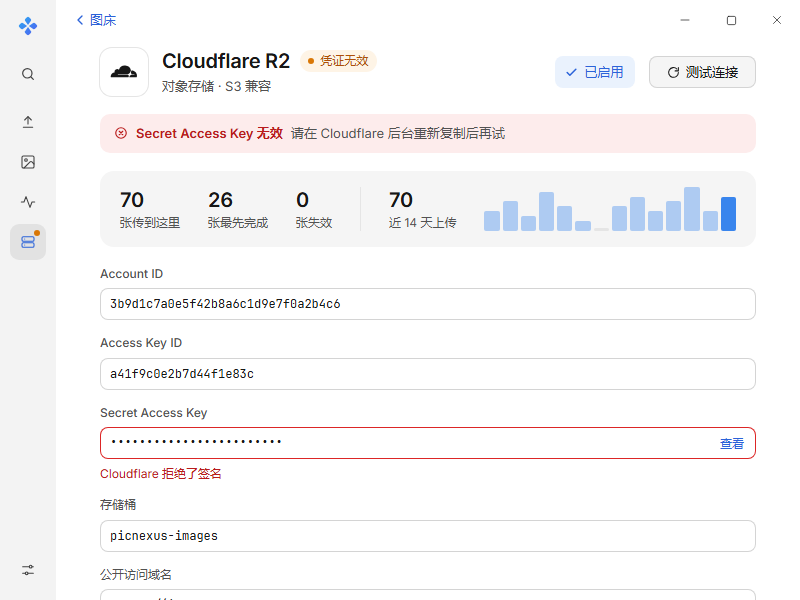 图床
Cloudflare R2
凭证无效
对象存储 · S3 兼容
已启用
测试连接
Secret Access Key 无效 请在 Cloudflare 后台重新复制后再试
70
张传到这里
26
张最先完成
0
张失效
70
近 14 天上传
Account ID
3b9d1c7a0e5f42b8a6c1d9e7f0a2b4c6
Access Key ID
a41f9c0e2b7d44f1e83c
Secret Access Key
••••••••••••••••••••••••
查看
Cloudflare 拒绝了签名
存储桶
picnexus-images
公开访问域名